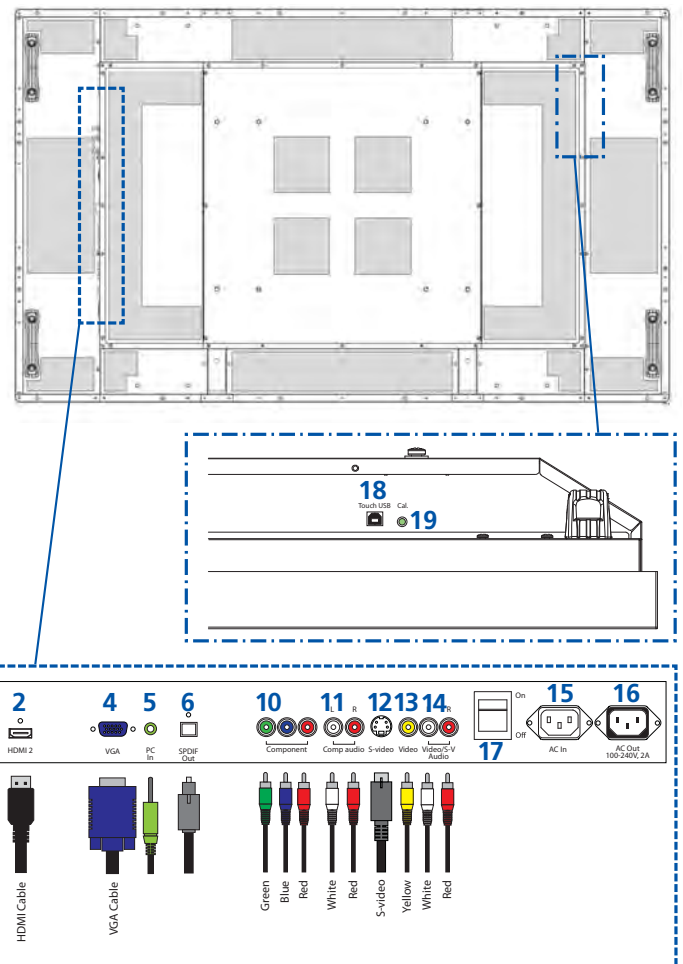 18
Touch USB Cal.
19
2 4 5 6 10 11 12 13 14 15 16
L R R On
HDMI 2 VGA PC In SPDIF Out Component Comp audio S-video Video Video/S-V Audio 17 Off AC In AC Out 100-240V, 2A
HDMI Cable
VGA Cable
Green
Blue
Red
White
Red
S-video
Yellow
White
Red